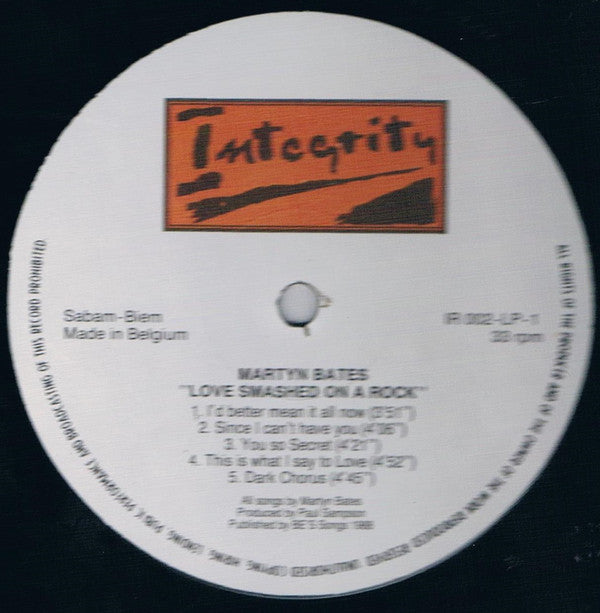 Integrity
Sabam-Biem
Made in Belgium
IR 002-LP-1
33 rpm
MARTYN BATES
"LOVE SMASHED ON A ROCK"
1. I'd better mean it all now (3'51")
2. Since I can't have you (4'06")
3. You so Secret (4'21")
4. This is what I say to Love (4'52")
5. Dark Chorus (4'45")
All songs by Martyn Bates
Produced by Paul Sampson
Published by BE'S Songs
ALL RIGHTS OF THE PRODUCER AND OF THE OWNER OF THE WORK REPRODUCED RESERVED UNAUTHORISED COPYING HIRING LENDING PUBLIC PERFORMANCE AND BROADCASTING OF THIS RECORD PROHIBITED